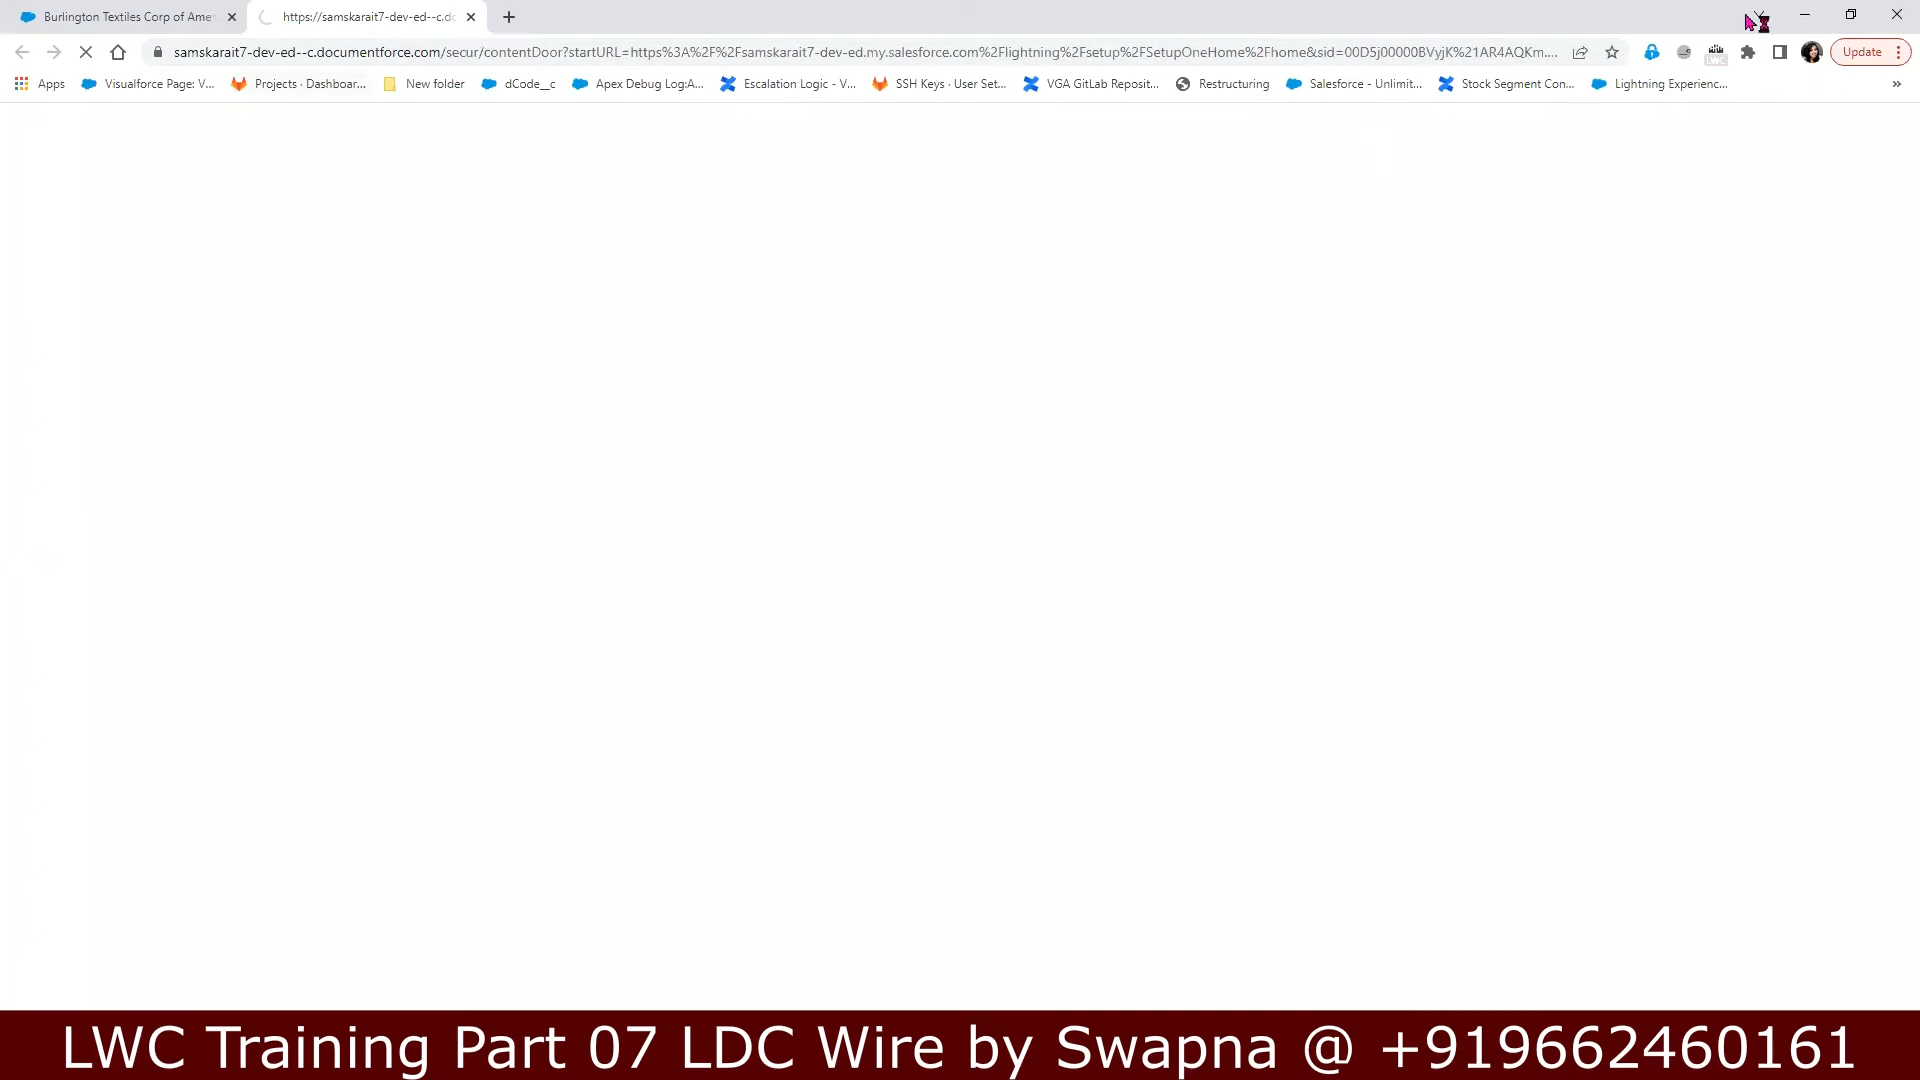 Burlington Textiles Corp of Ame
https://samskarait7-dev-ed--c.dc
samskarait7-dev-ed--c.documentforce.com/secur/contentDoor?startURL=https%3A%2F%2Fsamskarait7-dev-ed.my.salesforce.com%2Flightning%2Fsetup%2FSetupOneHome%2Fhome&sid=00D5j00000BVyjK%21AR4AQKm....
Update
Apps
Visualforce Page: V...
Projects · Dashboar...
New folder
dCode__c
Apex Debug Log:A...
Escalation Logic - V...
SSH Keys · User Set...
VGA GitLab Reposit...
Restructuring
Salesforce - Unlimit...
Stock Segment Con...
Lightning Experienc...
LWC
LWC Training Part 07 LDC Wire by Swapna @ +919662460161